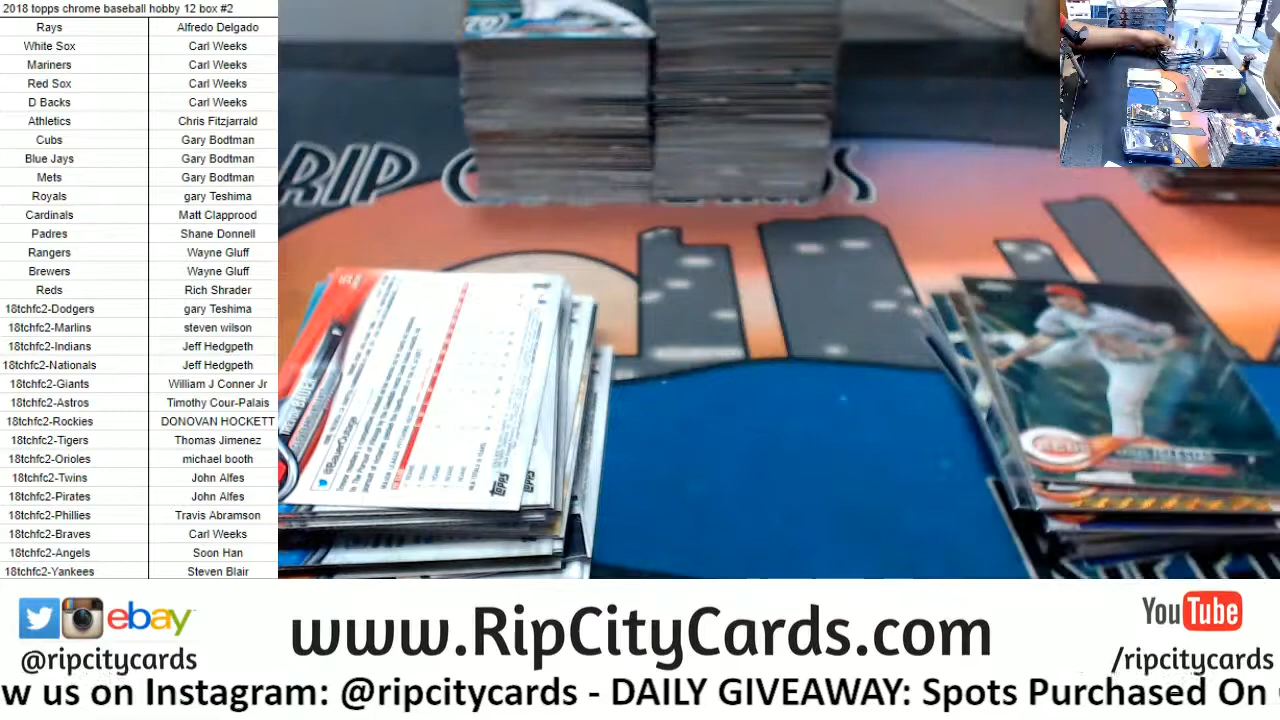 2018 topps chrome baseball hobby 12 box #2
Rays Alfredo Delgado
White Sox Carl Weeks
Mariners Carl Weeks
Red Sox Carl Weeks
D Backs Carl Weeks
Athletics Chris Fitzjarrald
Cubs Gary Bodtman
Blue Jays Gary Bodtman
Mets Gary Bodtman
Royals gary Teshima
Cardinals Matt Clapprood
Padres Shane Donnell
Rangers Wayne Gluff
Brewers Wayne Gluff
Reds Rich Shrader
18tchfc2-Dodgers gary Teshima
18tchfc2-Marlins steven wilson
18tchfc2-Indians Jeff Hedgpeth
18tchfc2-Nationals Jeff Hedgpeth
18tchfc2-Giants William J Conner Jr
18tchfc2-Astros Timothy Cour-Palais
18tchfc2-Rockies DONOVAN HOCKETT
18tchfc2-Tigers Thomas Jimenez
18tchfc2-Orioles michael booth
18tchfc2-Twins John Alfes
18tchfc2-Pirates John Alfes
18tchfc2-Phillies Travis Abramson
18tchfc2-Braves Carl Weeks
18tchfc2-Angels Soon Han
18tchfc2-Yankees Steven Blair
RIP C S
@BauerOutage
topps
REDS
ebay
@ripcitycards
www.RipCityCards.com
YouTube
/ripcitycards
w us on Instagram: @ripcitycards - DAILY GIVEAWAY: Spots Purchased On